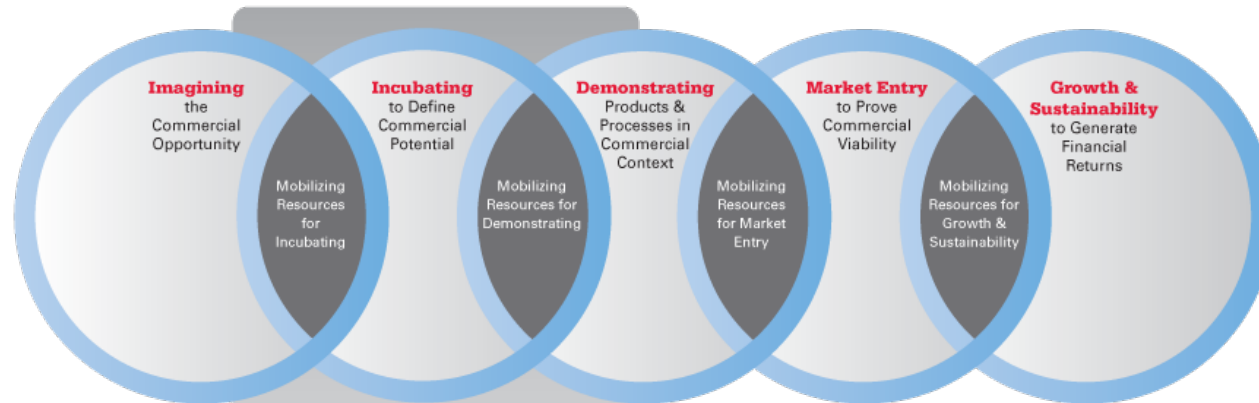 Imagining
the
Commercial
Opportunity
Mobilizing
Resources
for
Incubating
Incubating
to Define
Commercial
Potential
Mobilizing
Resources for
Demonstrating
Demonstrating
Products &
Processes in
Commercial
Context
Mobilizing
Resources
for Market
Entry
Market Entry
to Prove
Commercial
Viability
Mobilizing
Resources for
Growth &
Sustainability
Growth &
Sustainability
to Generate
Financial
Returns